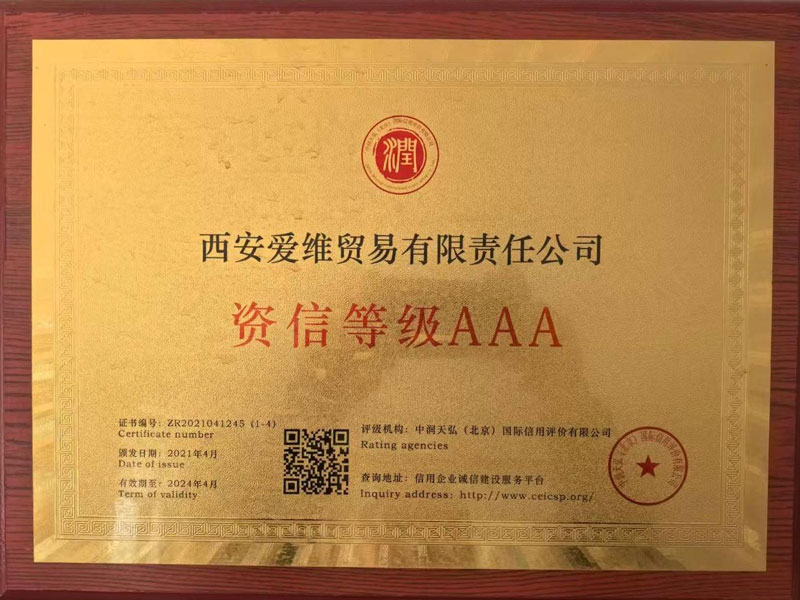 潤
西安爱维贸易有限责任公司
资信等级AAA
证书编号：ZR2021041245 (1-4)
Certificate number
颁发日期：2021年4月
Date of issue
有效期至：2024年4月
Term of validity
评级机构：中润天弘（北京）国际信用评价有限公司
Rating agencies
查询地址：信用企业诚信建设服务平台
Inquiry address: http://www.ceicsp.org/